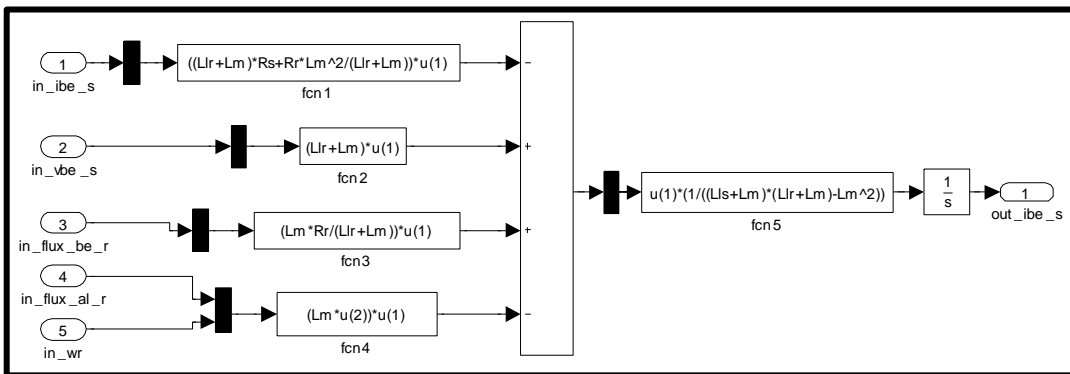 1
in_ibe_s
((Llr+Lm)*Rs+Rr*Lm^2/(Llr+Lm))*u(1)
fcn1
−
2
in_vbe_s
(Llr+Lm)*u(1)
fcn2
+
3
in_flux_be_r
(Lm*Rr/(Llr+Lm))*u(1)
fcn3
+
4
in_flux_al_r
5
in_wr
(Lm*u(2))*u(1)
fcn4
−
u(1)*(1/((Lls+Lm)*(Llr+Lm)-Lm^2))
fcn5
1
s
1
out_ibe_s